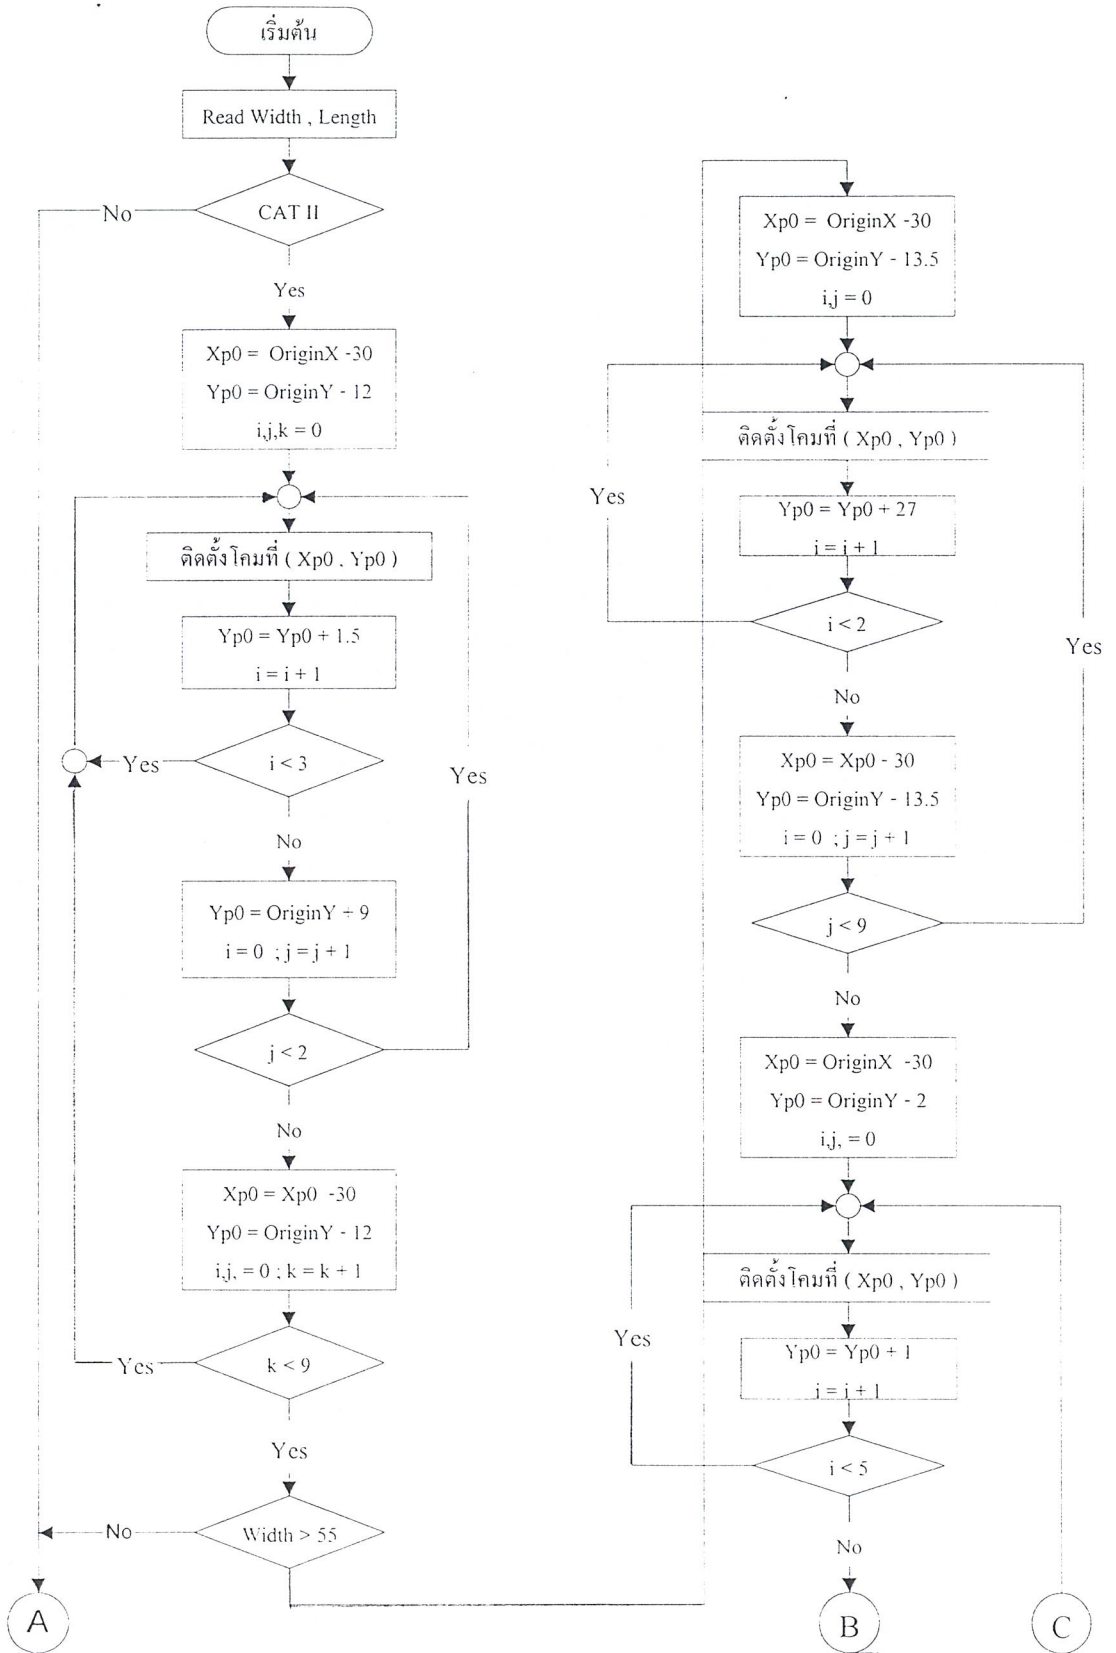 เริ่มต้น
Read Width , Length
CAT II
No
Yes
Xp0 = OriginX -30
Yp0 = OriginY - 12
i,j,k = 0
ติดตั้งโคมที่ ( Xp0 , Yp0 )
Yp0 = Yp0 + 1.5
i = i + 1
i < 3
Yes
Yes
No
Yp0 = OriginY + 9
i = 0 ; j = j + 1
j < 2
No
Xp0 = Xp0 -30
Yp0 = OriginY - 12
i,j, = 0 ; k = k + 1
k < 9
Yes
Yes
Width > 55
No
A
Xp0 = OriginX -30
Yp0 = OriginY - 13.5
i,j = 0
ติดตั้งโคมที่ ( Xp0 , Yp0 )
Yes
Yp0 = Yp0 + 27
i = i + 1
i < 2
Yes
No
Xp0 = Xp0 - 30
Yp0 = OriginY - 13.5
i = 0 ; j = j + 1
j < 9
No
Xp0 = OriginX -30
Yp0 = OriginY - 2
i,j, = 0
ติดตั้งโคมที่ ( Xp0 , Yp0 )
Yes
Yp0 = Yp0 + 1
i = i + 1
i < 5
No
B
C